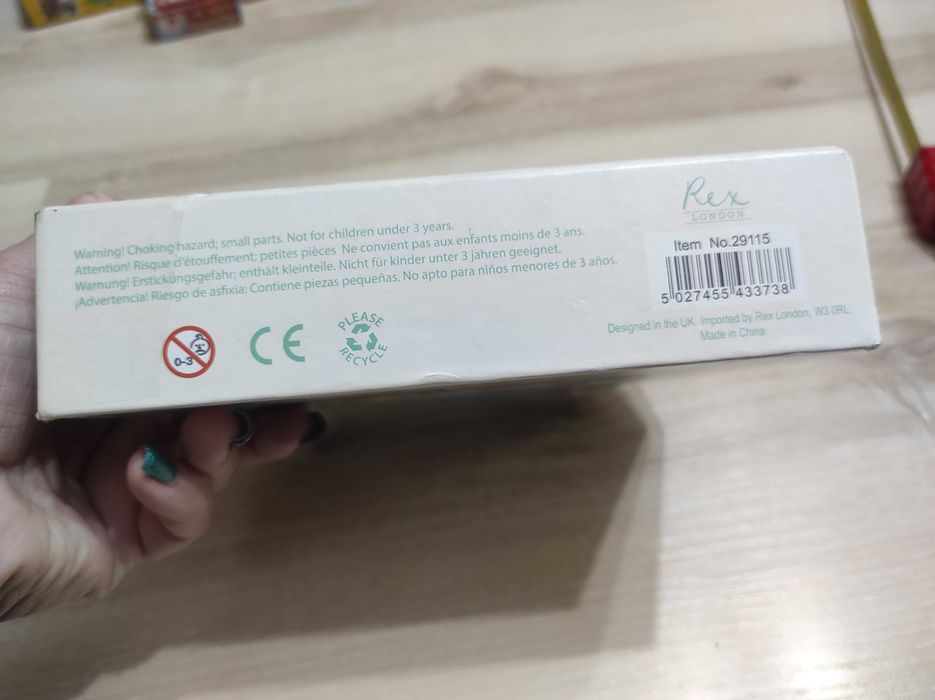 Warning! Choking hazard; small parts. Not for children under 3 years.
Attention! Risque d'étouffement; petites pièces. Ne convient pas aux enfants moins de 3 ans.
Warnung! Ersticküngsgefahr; enthält kleinteile. Nicht für kinder unter 3 jahren geeignet.
¡Advertencia! Riesgo de asfixia: Contiene piezas pequeñas. No apto para niños menores de 3 años.
0-3
CE
PLEASE
RECYCLE
Rex
LONDON
Item No.29115
5 027455 433738
Designed in the UK. Imported by Rex London, W3 0RL.
Made in China